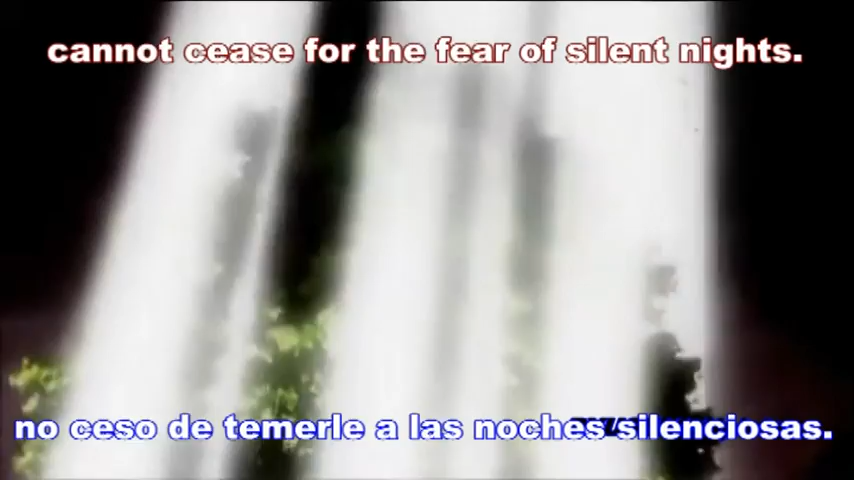 cannot cease for the fear of silent nights.
no ceso de temerle a las noches silenciosas.